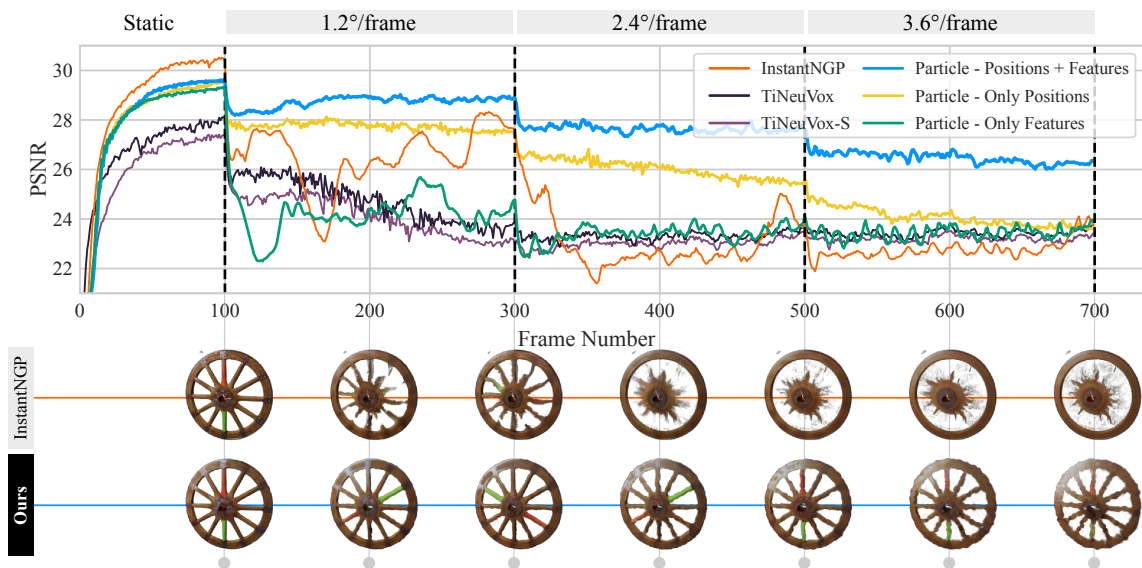 Static 1.2°/frame 2.4°/frame 3.6°/frame
PSNR
30
28
26
24
22
InstantNGP Particle - Positions + Features
TiNeuVox Particle - Only Positions
TiNeuVox-S Particle - Only Features
0 100 200 300 400 500 600 700
Frame Number
InstantNGP
Ours